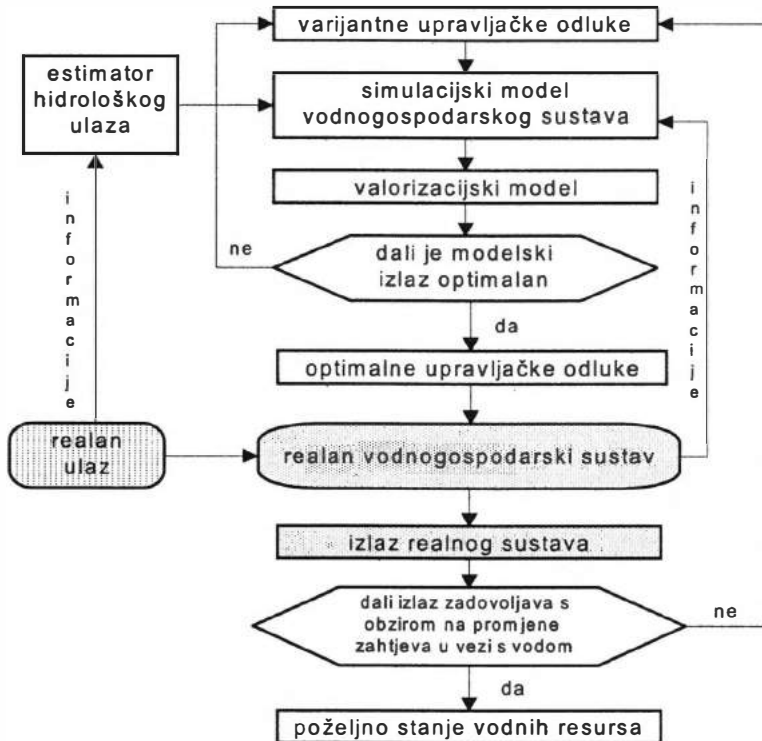 varijantne upravljačke odluke
estimator
hidrološkog
ulaza
simulacijski model
vodnogospodarskog sustava
valorizacijski model
informacije
informacije
ne
dali je modelski
izlaz optimalan
da
optimalne upravljačke odluke
realan
ulaz
realan vodnogospodarski sustav
izlaz realnog sustava
dali izlaz zadovoljava s
obzirom na promjene
zahtjeva u vezi s vodom
ne
da
poželjno stanje vodnih resursa